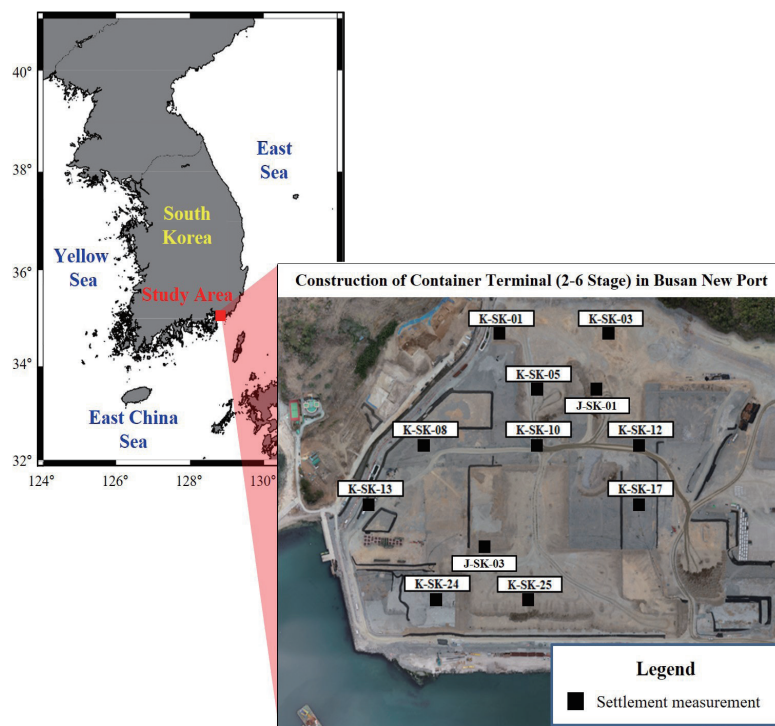 40°
38°
36°
34°
32°
124°
126°
128°
130°
East
Sea
South
Korea
Yellow
Sea
Study Area
East China
Sea
Construction of Container Terminal (2-6 Stage) in Busan New Port
K-SK-01
K-SK-03
K-SK-05
J-SK-01
K-SK-08
K-SK-10
K-SK-12
K-SK-13
K-SK-17
J-SK-03
K-SK-24
K-SK-25
Legend
Settlement measurement